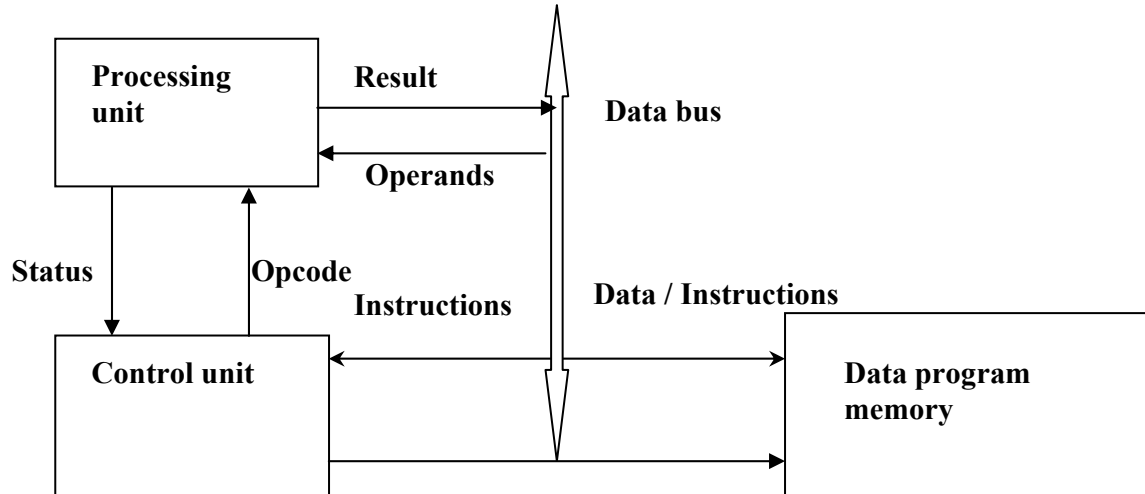 Processing
unit
Result
Data bus
Operands
Status
Opcode
Instructions
Data / Instructions
Control unit
Data program
memory